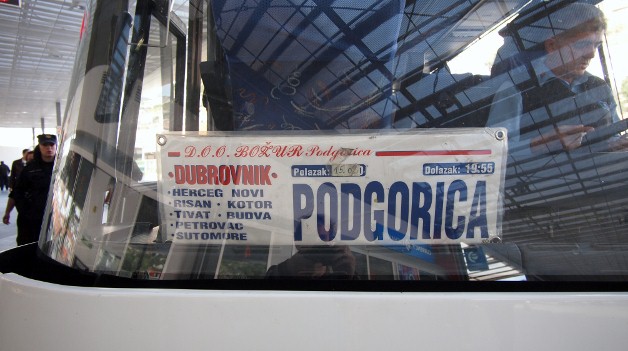 D.O.O. BOŽUR Podgorica
DUBROVNIK
Polazak:
Dolazak: 19:55
• HERCEG NOVI
• RISAN • KOTOR
• TIVAT • BUDVA
• PETROVAC
• SUTOMORE
PODGORICA